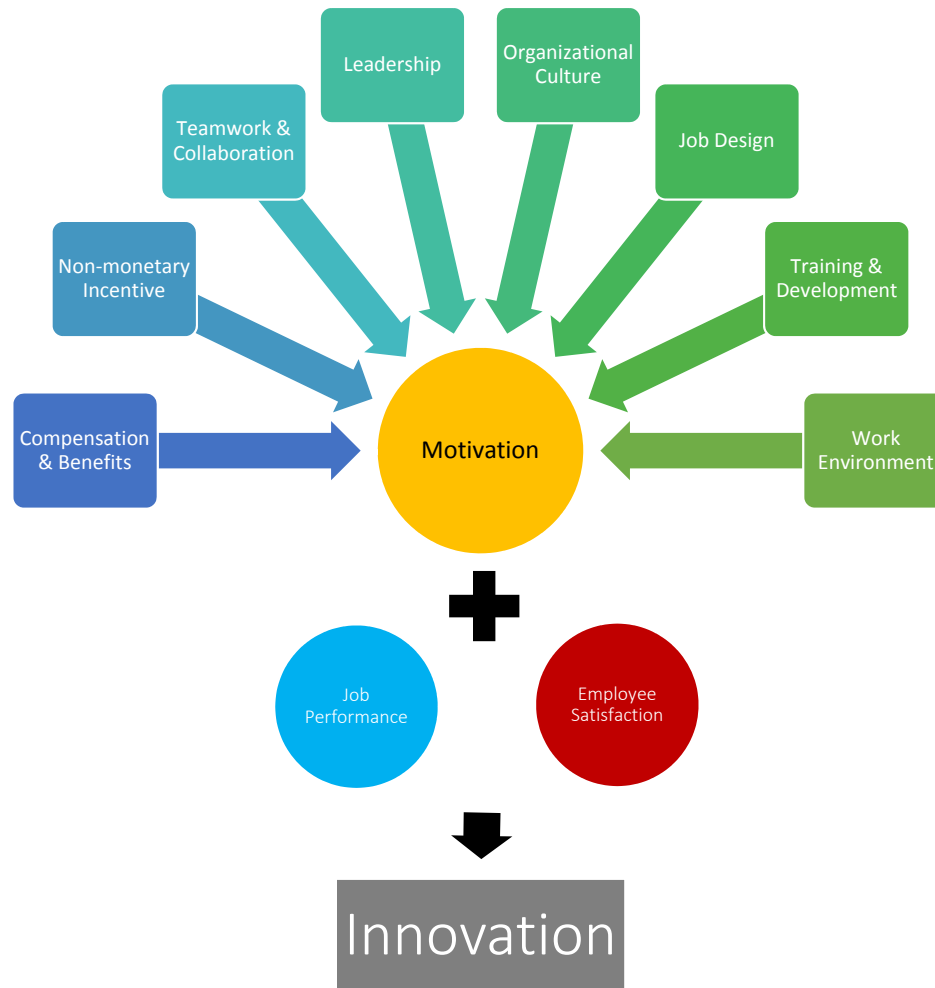 Leadership
Organizational
Culture
Teamwork &
Collaboration
Job Design
Non-monetary
Incentive
Training &
Development
Compensation
& Benefits
Motivation
Work
Environment
Job
Performance
Employee
Satisfaction
Innovation